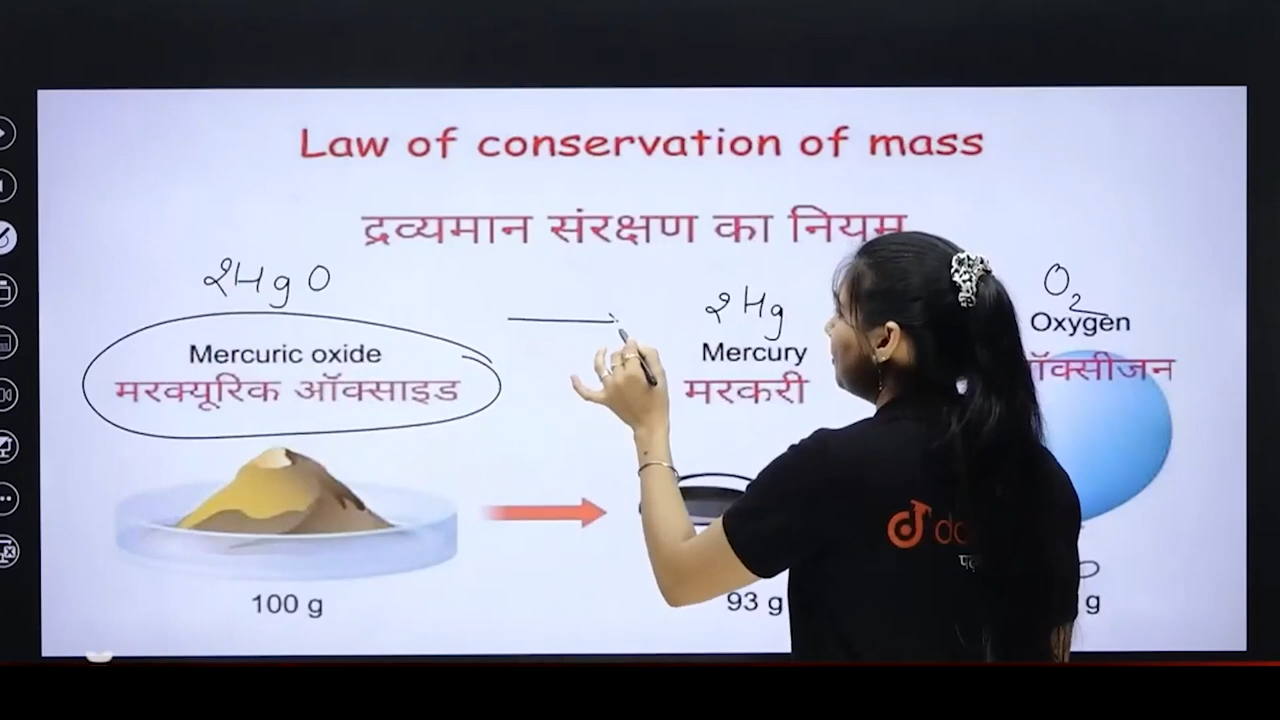 Law of conservation of mass
द्रव्यमान संरक्षण का नियम
2HgO
2Hg
O2
Mercuric oxide
मरक्यूरिक ऑक्साइड
Mercury
मरकरी
Oxygen
ऑक्सीजन
100 g
93 g
g